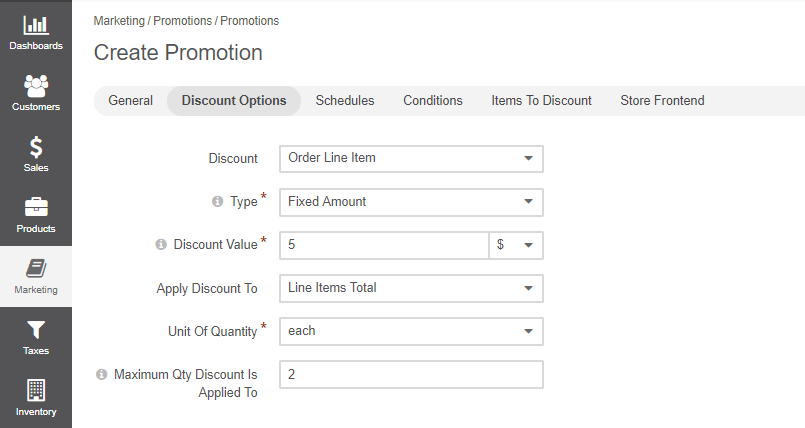 Marketing / Promotions / Promotions
Create Promotion
Dashboards
Customers
Sales
Products
Marketing
Taxes
Inventory
General Discount Options Schedules Conditions Items To Discount Store Frontend
Discount Order Line Item
Type * Fixed Amount
Discount Value * 5 $
Apply Discount To Line Items Total
Unit Of Quantity * each
Maximum Qty Discount Is 2
Applied To